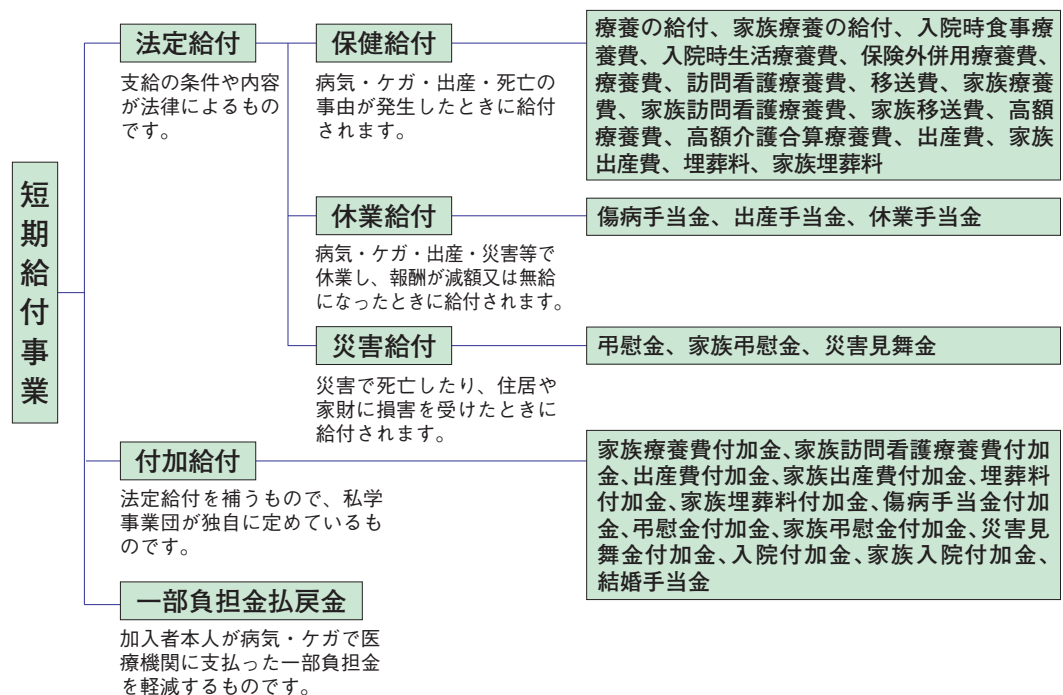 短期給付事業
法定給付
支給の条件や内容
が法律によるもの
です。
保健給付
病気・ケガ・出産・死亡の
事由が発生したときに給付
されます。
療養の給付、家族療養の給付、入院時食事療
養費、入院時生活療養費、保険外併用療養費、
療養費、訪問看護療養費、移送費、家族療養
費、家族訪問看護療養費、家族移送費、高額
療養費、高額介護合算療養費、出産費、家族
出産費、埋葬料、家族埋葬料
休業給付
病気・ケガ・出産・災害等で
休業し、報酬が減額又は無給
になったときに給付されます。
傷病手当金、出産手当金、休業手当金
災害給付
災害で死亡したり、住居や
家財に損害を受けたときに
給付されます。
弔慰金、家族弔慰金、災害見舞金
付加給付
法定給付を補うもので、私学
事業団が独自に定めているも
のです。
家族療養費付加金、家族訪問看護療養費付加
金、出産費付加金、家族出産費付加金、埋葬料
付加金、家族埋葬料付加金、傷病手当金付加
金、弔慰金付加金、家族弔慰金付加金、災害見
舞金付加金、入院付加金、家族入院付加金、
結婚手当金
一部負担金払戻金
加入者本人が病気・ケガで医
療機関に支払った一部負担金
を軽減するものです。